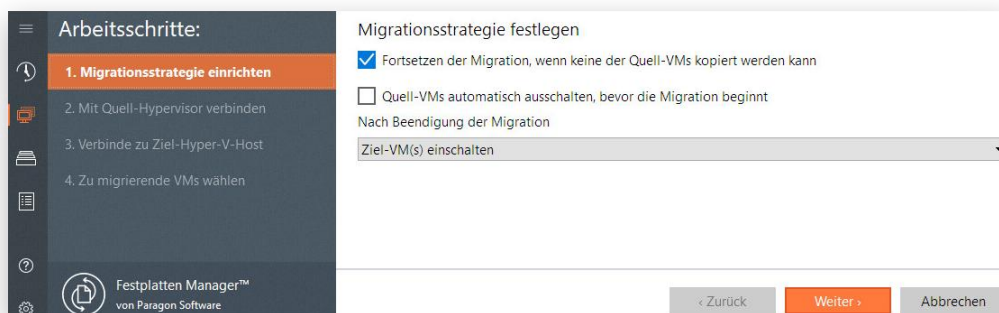 Arbeitsschritte:
1. Migrationsstrategie einrichten
2. Mit Quell-Hypervisor verbinden
3. Verbinde zu Ziel-Hyper-V-Host
4. Zu migrierende VMs wählen
Festplatten Manager™
von Paragon Software
Migrationsstrategie festlegen
Fortsetzen der Migration, wenn keine der Quell-VMs kopiert werden kann
Quell-VMs automatisch ausschalten, bevor die Migration beginnt
Nach Beendigung der Migration
Ziel-VM(s) einschalten
‹ Zurück
Weiter ›
Abbrechen